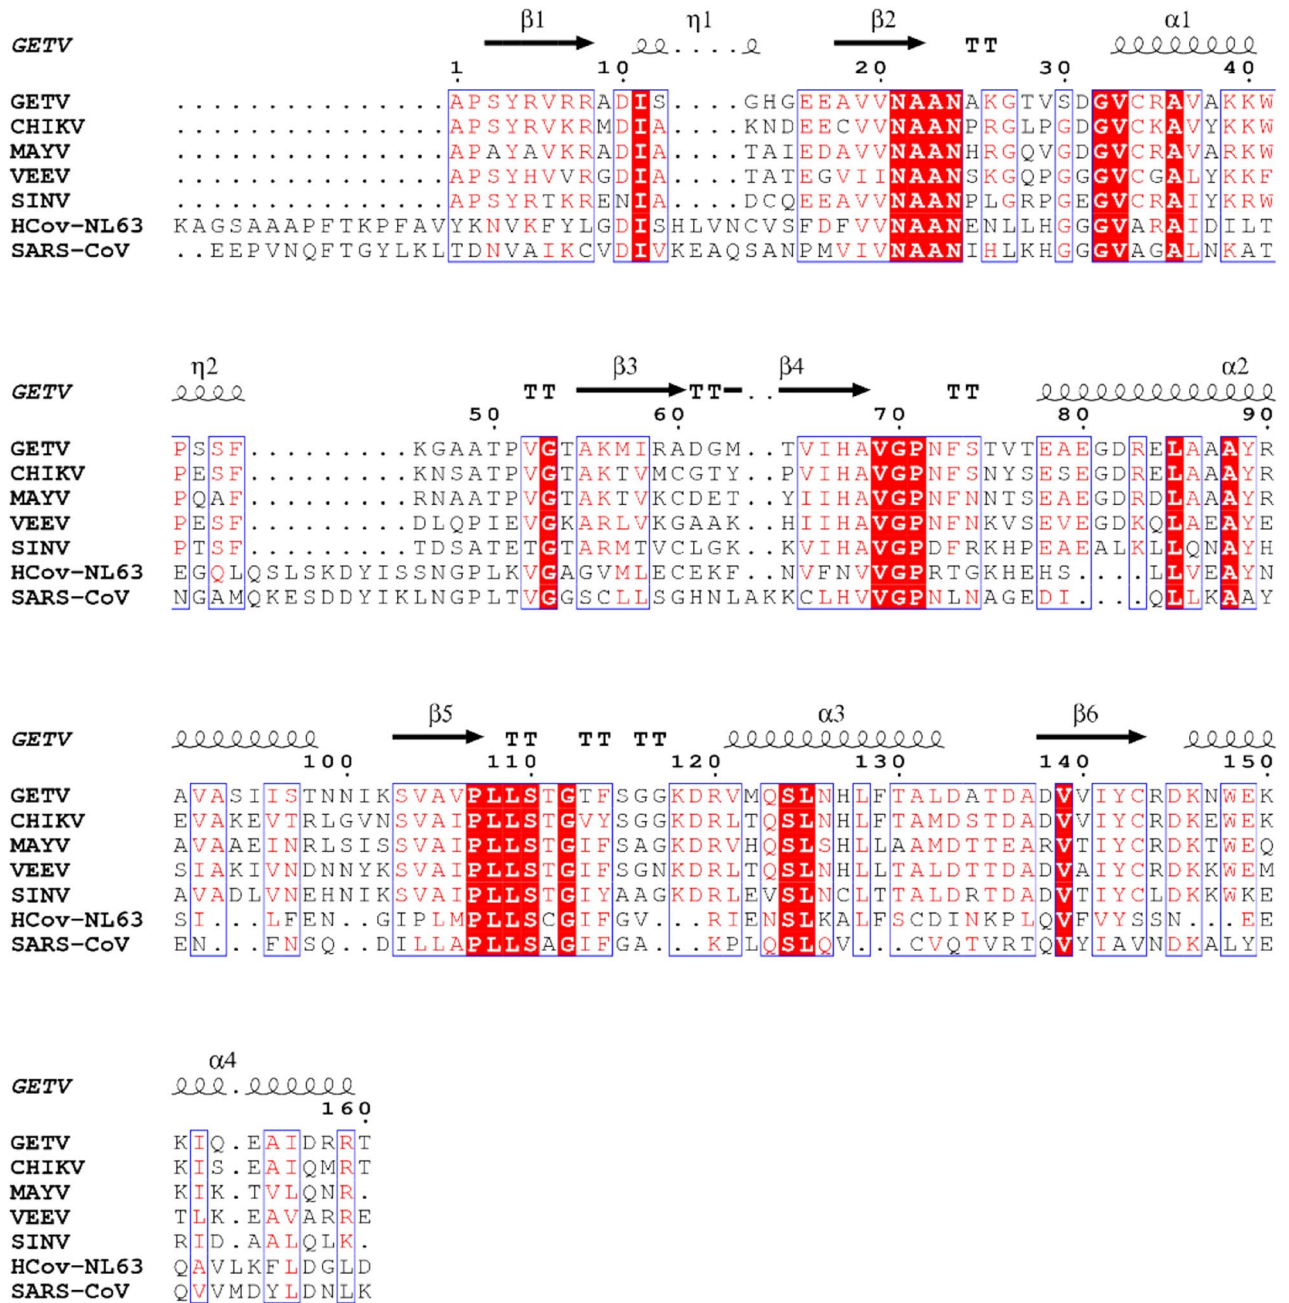 β1 η1 β2 α1
GETV TT
1 10 20 30 40
GETV ...............APSYRVRRADIS....GHGEEAVVNAANAKGTVSDGVCRAVAKKW
CHIKV ...............APSYRVKRMDIA....KNDEECVVNAANPRGLPGDGVCKAVYKKW
MAYV ...............APAYAVKRADIA....TAIEDAVVNAANHRGQVGDGVCRAVARKW
VEEV ...............APSYHVVRGDIA....TATEGVIINAANSKGQPGGGVCGALYKKF
SINV ...............APSYRTKRENIA....DCQEEAVVNAANPLGRPGEGVCRAIYKRW
HCov-NL63 KAGSAAAPFTKPFAVYKNVKFYLGDISHLVNCVSFDFVVNAANENLLHGGGVARAIDILT
SARS-CoV ..EEPVNQFTGYLKLTDNVAIKCVDIVKEAQSANPMVIVNAANIHLKHGGGVAGALNKAT
η2 β3 β4 α2
GETV TT TT .. TT
50 60 70 80 90
GETV PSSF.........KGAATPVGTAKMIRADGM..TVIHAVGPNFSTVTEAEGDRELAAAYR
CHIKV PESF.........KNSATPVGTAKTVMCGTY..PVIHAVGPNFSNYSESEGDRELAAAYR
MAYV PQAF.........RNAATPVGTAKTVKCDET..YIIHAVGPNFNNTSEAEGDRDLAAAYR
VEEV PESF.........DLQPIEVGKARLVKGAAK..HIIHAVGPNFNKVSEVEGDKQLAEAYE
SINV PTSF.........TDSATETGTARMTVCLGK..KVIHAVGPDFRKHPEAEALKLLQNAYH
HCov-NL63 EGQLQSLSKDYISSNGPLKVGAGVMLECEKF..NVFNVVGPRTGKHEHS....LLVEAYN
SARS-CoV NGAMQKESDDYIKLNGPLTVGGSCLLSGHNLAKKCLHVVGPNLNAGEDI....QLLKAAY
β5 α3 β6
GETV TT TT TT
100 110 120 130 140 150
GETV AVASIISTNNIKSVAVPLLSTGTFSGGKDRVMQSLNHLFTALDATDADVVIYCRDKNWEK
CHIKV EVAKEVTRLGVNSVAIPLLSTGVYSGGKDRLTQSLNHLFTAMDSTDADVVIYCRDKEWEK
MAYV AVAAEINRLSISSVAIPLLSTGIFSAGKDRVHQSLSHLLAAMDTTEARVTIYCRDKTWEQ
VEEV SIAKIVNDNNYKSVAIPLLSTGIFSGNKDRLTQSLNHLLTALDTTDADVAIYCRDKKWEM
SINV AVADLVNEHNIKSVAIPLLSTGIYAAGKDRLEVSLNCLTTALDRTDADVTIYCLDKKWKE
HCov-NL63 SI...LFEN..GIPLMPLLSCGIFGV...RIENSLKALFSCDINKPLQVFVYSSN...EE
SARS-CoV EN...FNSQ..DILLAPLLSAGIFGA...KPLQSLQV...CVQTVRTQVYIAVNDKALYE
α4
GETV .
160
GETV KIQ.EAIDRRT
CHIKV KIS.EAIQMRT
MAYV KIK.TVLQNR.
VEEV TLK.EAVARRE
SINV RID.AALQLK.
HCov-NL63 QAVLKFLDGLD
SARS-CoV QVVMDYLDNLK